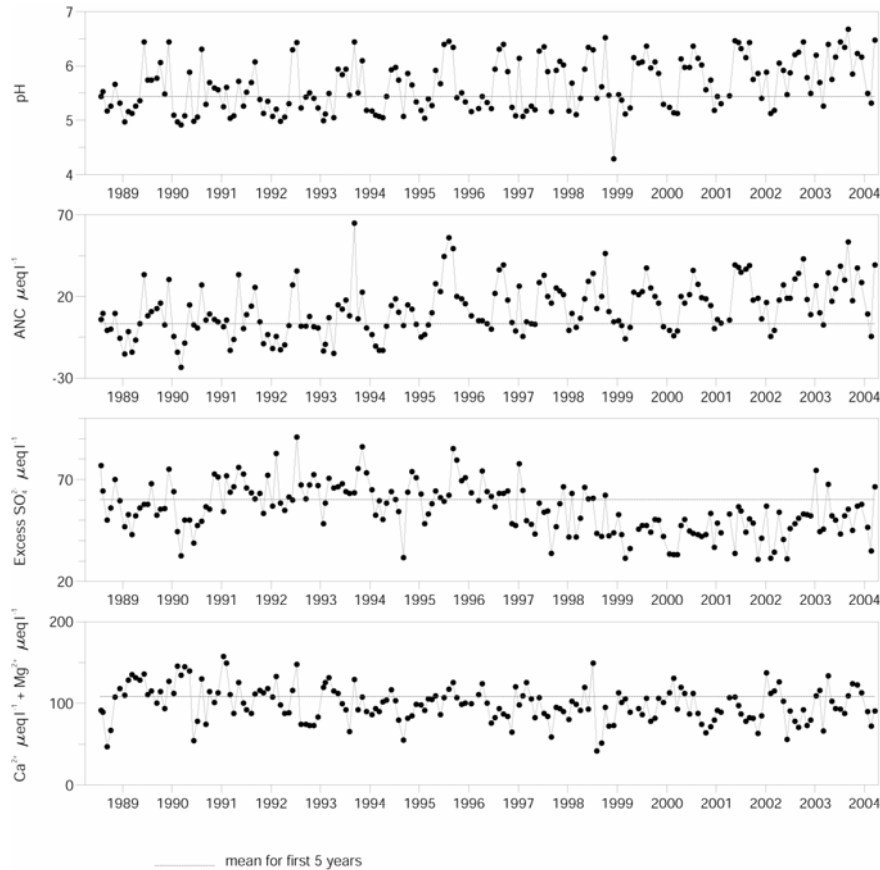 7
6
5
4
pH
1989 1990 1991 1992 1993 1994 1995 1996 1997 1998 1999 2000 2001 2002 2003 2004
70
20
-30
ANC µeq l⁻¹
1989 1990 1991 1992 1993 1994 1995 1996 1997 1998 1999 2000 2001 2002 2003 2004
70
20
Excess SO₄²⁻ µeq l⁻¹
1989 1990 1991 1992 1993 1994 1995 1996 1997 1998 1999 2000 2001 2002 2003 2004
200
100
0
Ca²⁺ µeq l⁻¹ + Mg²⁺ µeq l⁻¹
1989 1990 1991 1992 1993 1994 1995 1996 1997 1998 1999 2000 2001 2002 2003 2004
mean for first 5 years